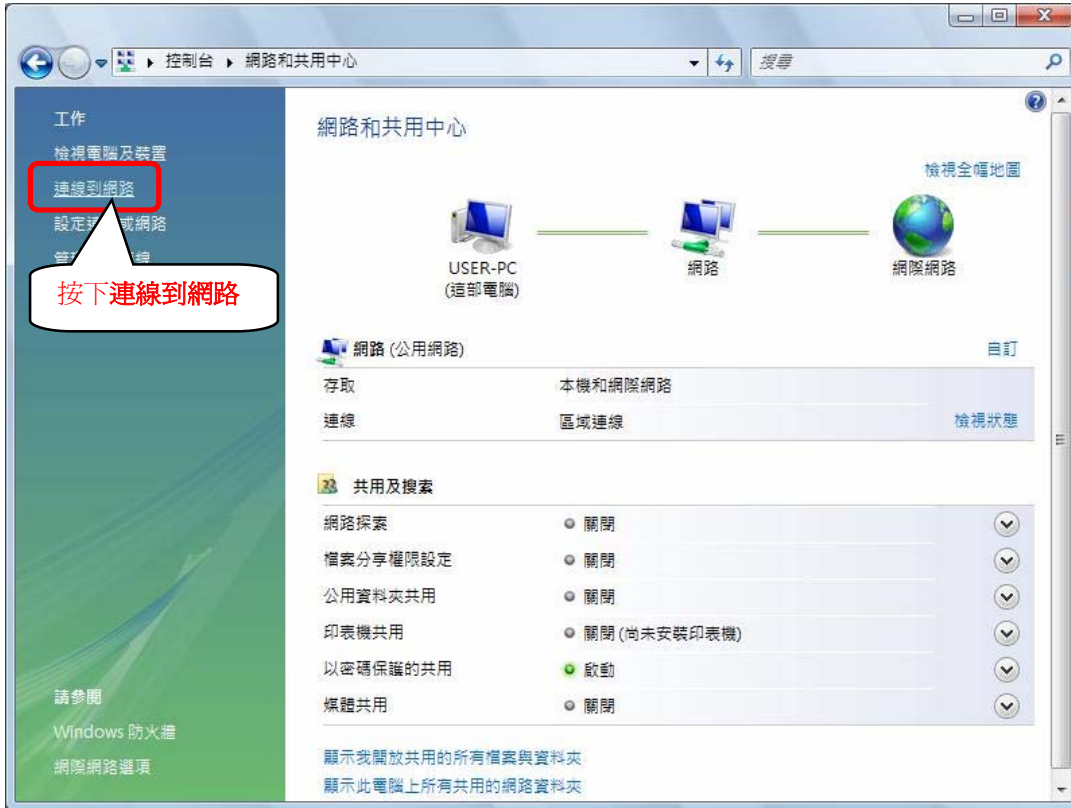 控制台 ▸ 網路和共用中心
搜尋
工作
檢視電腦及裝置
連線到網路
設定連 或網路
按下連線到網路
網路和共用中心
檢視全幅地圖
USER-PC
(這部電腦)
網路
網際網路
網路 (公用網路)
自訂
存取 本機和網際網路
連線 區域連線 檢視狀態
共用及搜索
網路探索 關閉
檔案分享權限設定 關閉
公用資料夾共用 關閉
印表機共用 關閉 (尚未安裝印表機)
以密碼保護的共用 啟動
媒體共用 關閉
顯示我開放共用的所有檔案與資料夾
顯示此電腦上所有共用的網路資料夾
請參閱
Windows 防火牆
網際網路選項